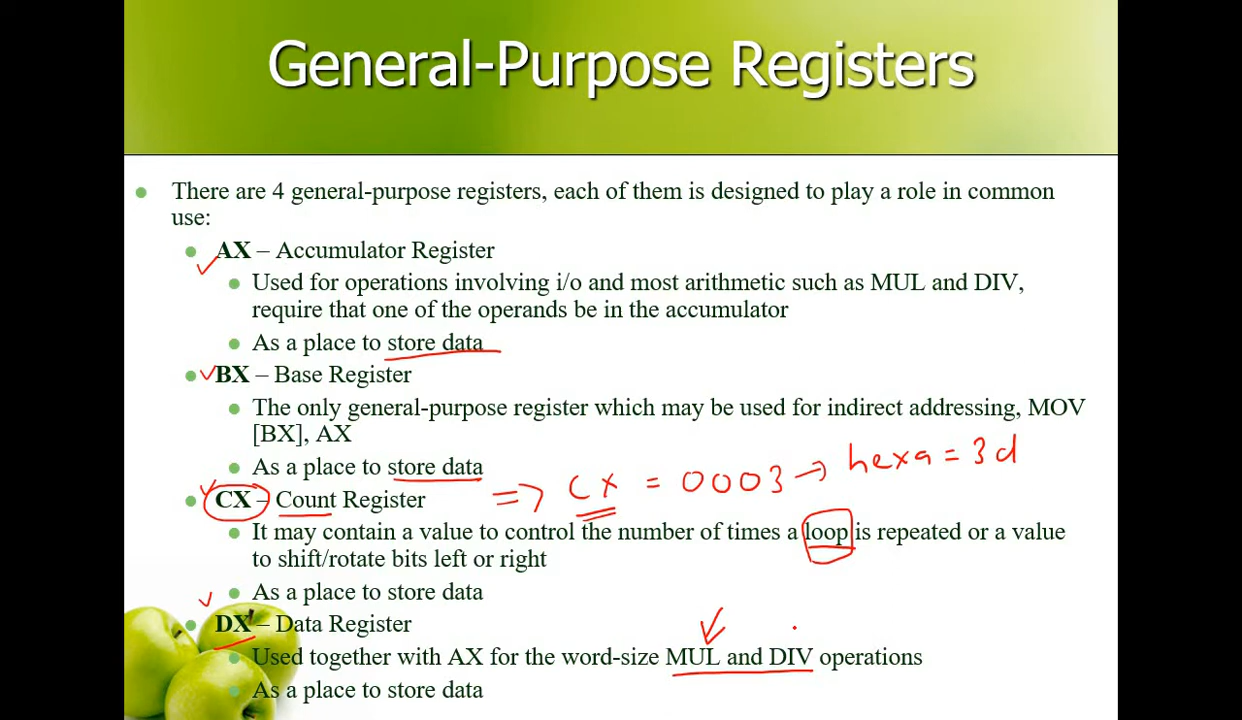 General-Purpose Registers
There are 4 general-purpose registers, each of them is designed to play a role in common
use:
AX – Accumulator Register
Used for operations involving i/o and most arithmetic such as MUL and DIV,
require that one of the operands be in the accumulator
As a place to store data
BX – Base Register
The only general-purpose register which may be used for indirect addressing, MOV
[BX], AX
As a place to store data
CX – Count Register
=> CX = 0003 -> hexa = 3d
It may contain a value to control the number of times a loop is repeated or a value
to shift/rotate bits left or right
As a place to store data
DX – Data Register
Used together with AX for the word-size MUL and DIV operations
As a place to store data